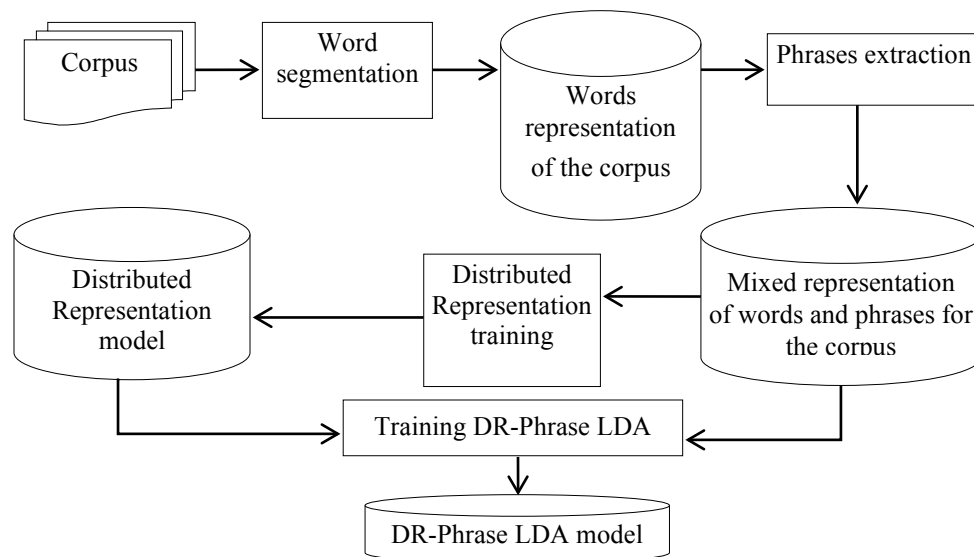 Corpus
Word
segmentation
Words
representation
of the corpus
Phrases extraction
Mixed representation
of words and phrases for
the corpus
Distributed
Representation
training
Distributed
Representation
model
Training DR-Phrase LDA
DR-Phrase LDA model